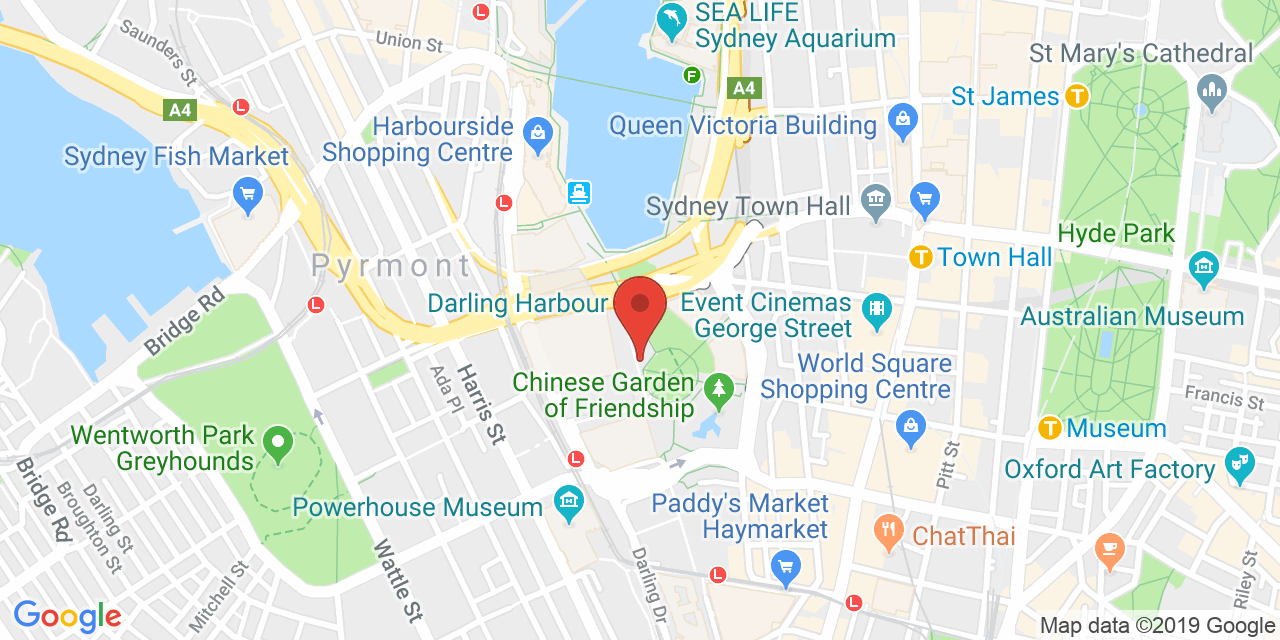 SEA LIFE
Sydney Aquarium
Saunders St
Union St
L
St Mary's Cathedral
F
A4
St James T
A4
L
Harbourside
Shopping Centre
Queen Victoria Building
Sydney Fish Market
L
Sydney Town Hall
Hyde Park
Pyrmont
T Town Hall
Bridge Rd
L
Darling Harbour
Event Cinemas
George Street
Australian Museum
World Square
Shopping Centre
Ada Pl
Harris St
Chinese Garden
of Friendship
Francis St
T Museum
Wentworth Park
Greyhounds
L
Pitt St
Oxford Art Factory
Bridge Rd
Darling St
Broughton St
Powerhouse Museum
Paddy's Market
Haymarket
ChatThai
Mitchell St
Wattle St
Darling Dr
L
L
Riley St
Google
Map data ©2019 Google